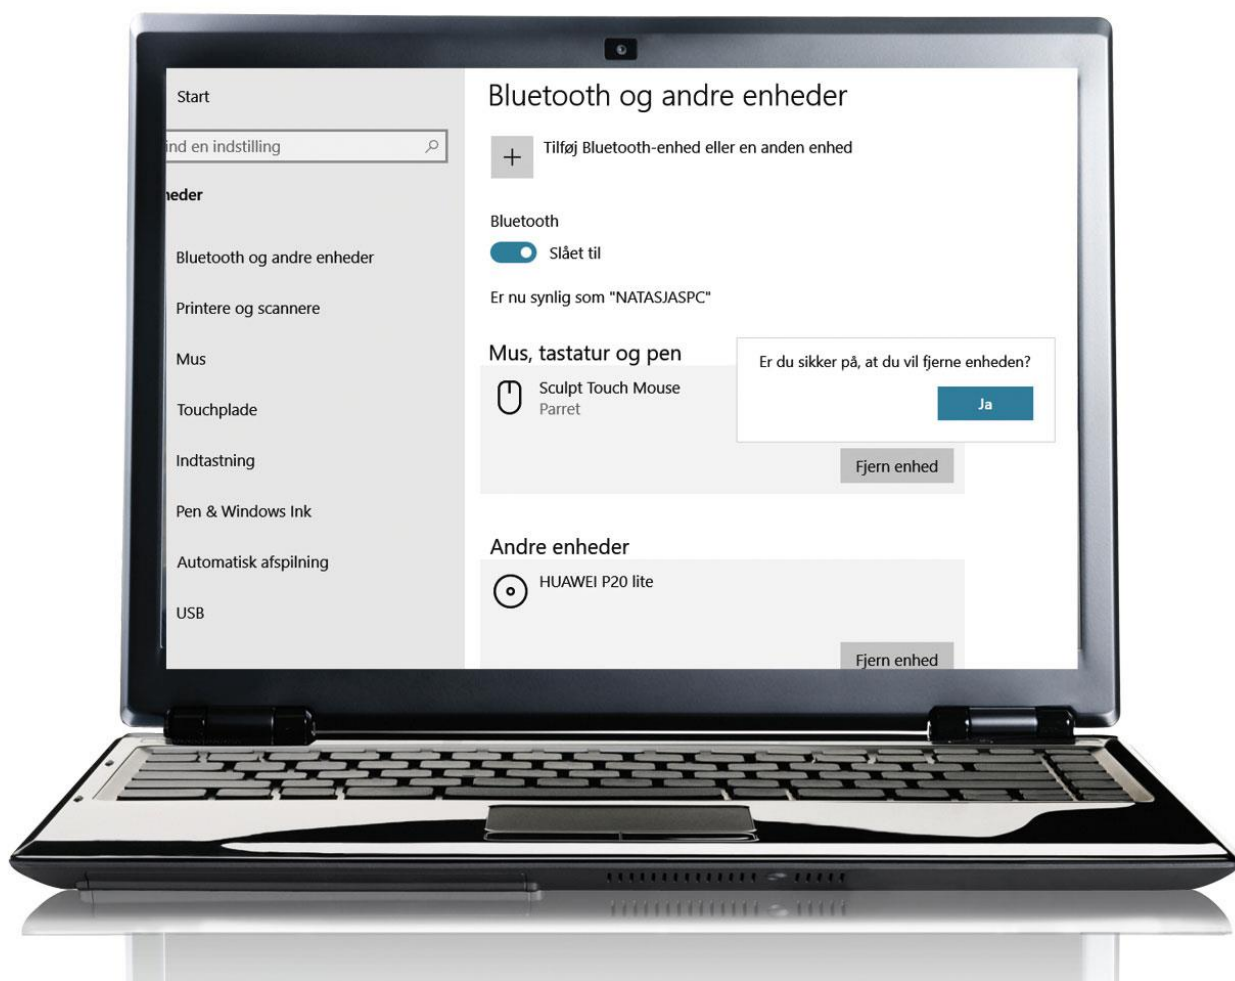 Start
ind en indstilling
heder
Bluetooth og andre enheder
Printere og scannere
Mus
Touchplade
Indtastning
Pen & Windows Ink
Automatisk afspilning
USB
Bluetooth og andre enheder
Tilføj Bluetooth-enhed eller en anden enhed
Bluetooth
Slået til
Er nu synlig som "NATASJASPC"
Mus, tastatur og pen
Sculpt Touch Mouse
Parret
Er du sikker på, at du vil fjerne enheden?
Ja
Fjern enhed
Andre enheder
HUAWEI P20 lite
Fjern enhed